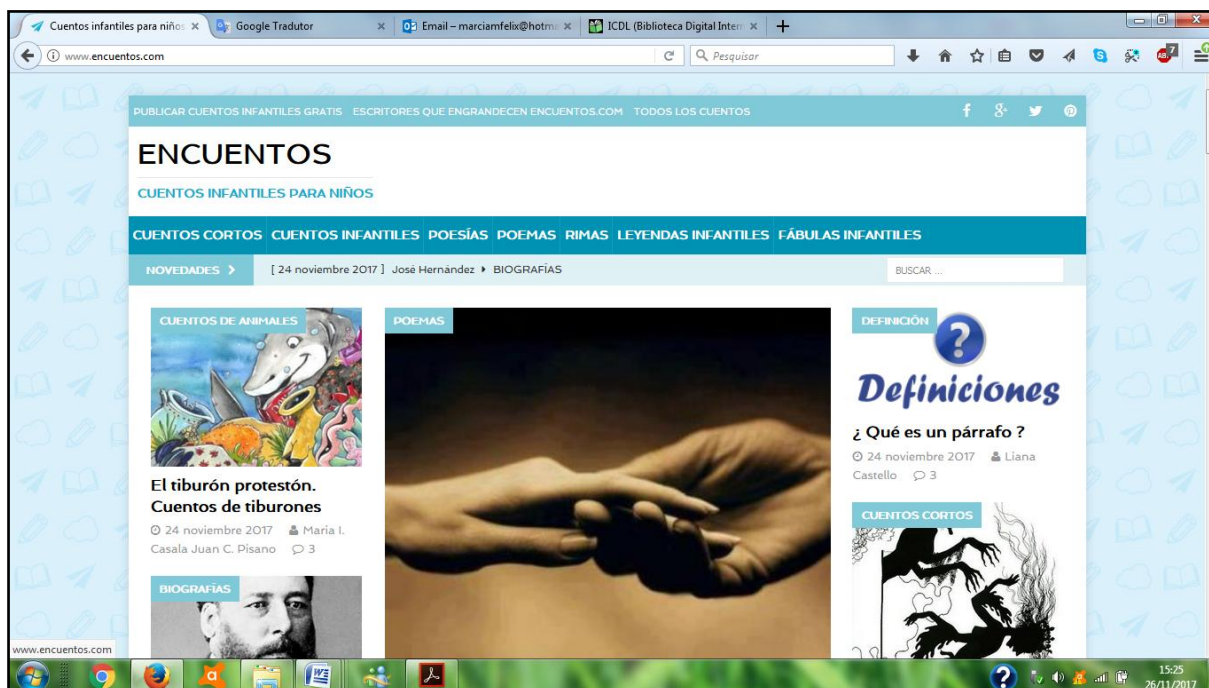 Cuentos infantiles para niños
Google Tradutor
Email – marciamfelix@hotm
ICDL (Biblioteca Digital Intern
www.encuentos.com
Pesquisar
ABP
7
PUBLICAR CUENTOS INFANTILES GRATIS ESCRITORES QUE ENGRANDECEN ENCUENTOS.COM TODOS LOS CUENTOS
ENCUENTOS
CUENTOS INFANTILES PARA NIÑOS
CUENTOS CORTOS CUENTOS INFANTILES POESÍAS POEMAS RIMAS LEYENDAS INFANTILES FÁBULAS INFANTILES
NOVEDADES
[ 24 noviembre 2017 ] José Hernández BIOGRAFÍAS
BUSCAR ...
CUENTOS DE ANIMALES
El tiburón protestón.
Cuentos de tiburones
24 noviembre 2017 Maria I.
Casala Juan C. Pisano 3
BIOGRAFÍAS
POEMAS
DEFINICIÓN
?
Definiciones
¿ Qué es un párrafo ?
24 noviembre 2017 Liana
Castello 3
CUENTOS CORTOS
www.encuentos.com
15:25
26/11/2017